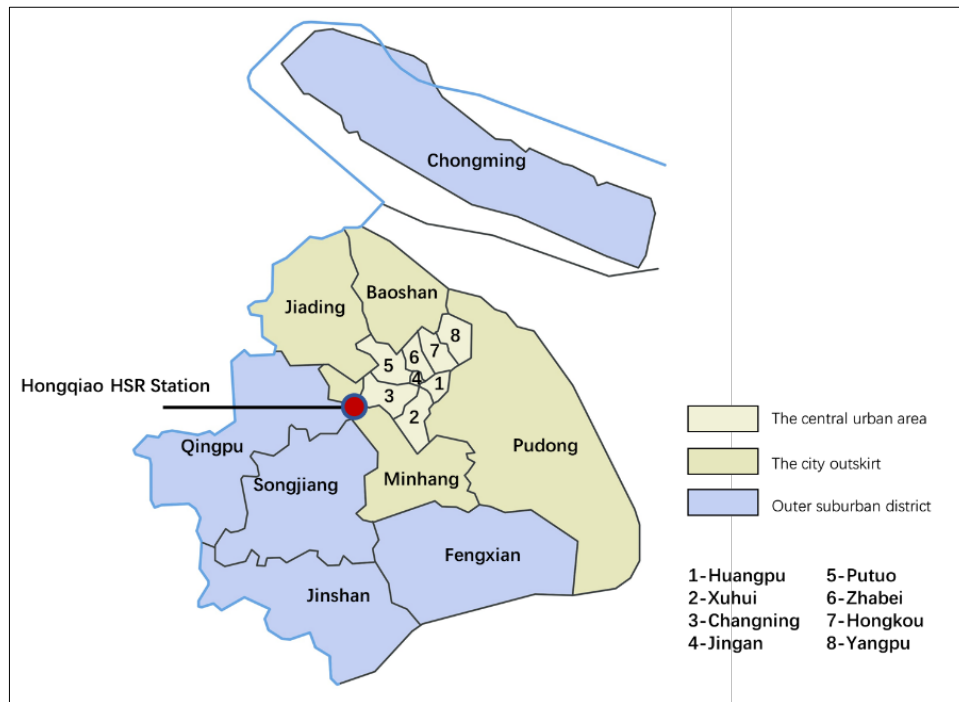 Chongming
Jiading
Baoshan
8
7
6
5
4
1
3
2
Hongqiao HSR Station
Qingpu
Songjiang
Minhang
Pudong
Fengxian
Jinshan
The central urban area
The city outskirt
Outer suburban district
1-Huangpu 5-Putuo
2-Xuhui 6-Zhabei
3-Changning 7-Hongkou
4-Jingan 8-Yangpu